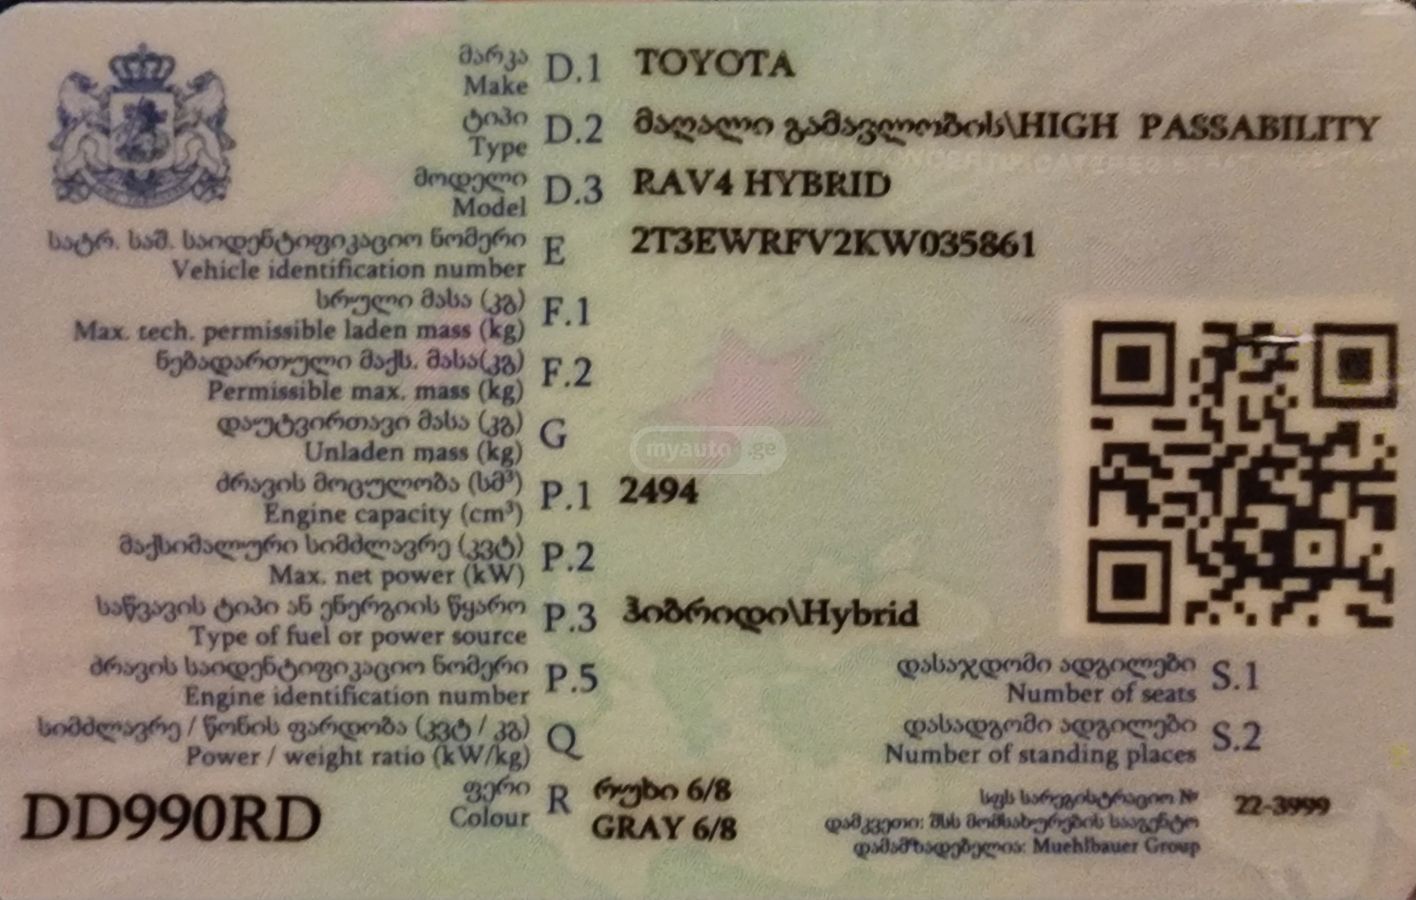 მარკა D.1 TOYOTA
Make
ტიპი D.2 მაღალი გამავლობის\HIGH PASSABILITY
Type
მოდელი D.3 RAV4 HYBRID
Model
სატრ. საშ. საიდენტიფიკაციო ნომერი E 2T3EWRFV2KW035861
Vehicle identification number
სრული მასა (კგ) F.1
Max. tech. permissible laden mass (kg)
ნებადართული მაქს. მასა(კგ) F.2
Permissible max. mass (kg)
დაუტვირთავი მასა (კგ) G
Unladen mass (kg)
myauto.ge
ძრავის მოცულობა (სმ³) P.1 2494
Engine capacity (cm³)
მაქსიმალური სიმძლავრე (კვტ) P.2
Max. net power (kW)
საწვავის ტიპი ან ენერგიის წყარო P.3 ჰიბრიდი\Hybrid
Type of fuel or power source
ძრავის საიდენტიფიკაციო ნომერი P.5
Engine identification number
დასაჯდომი ადგილები S.1
Number of seats
სიმძლავრე / წონის ფარდობა (კვტ / კგ) Q
Power / weight ratio (kW/kg)
დასადგომი ადგილები S.2
Number of standing places
DD990RD
ფერი R რუხი 6/8
Colour GRAY 6/8
სფს სარეგისტრაციო № 22-3999
დამკვეთი: შსს მომსახურების სააგენტო
დამამზადებელია: Muehlbauer Group